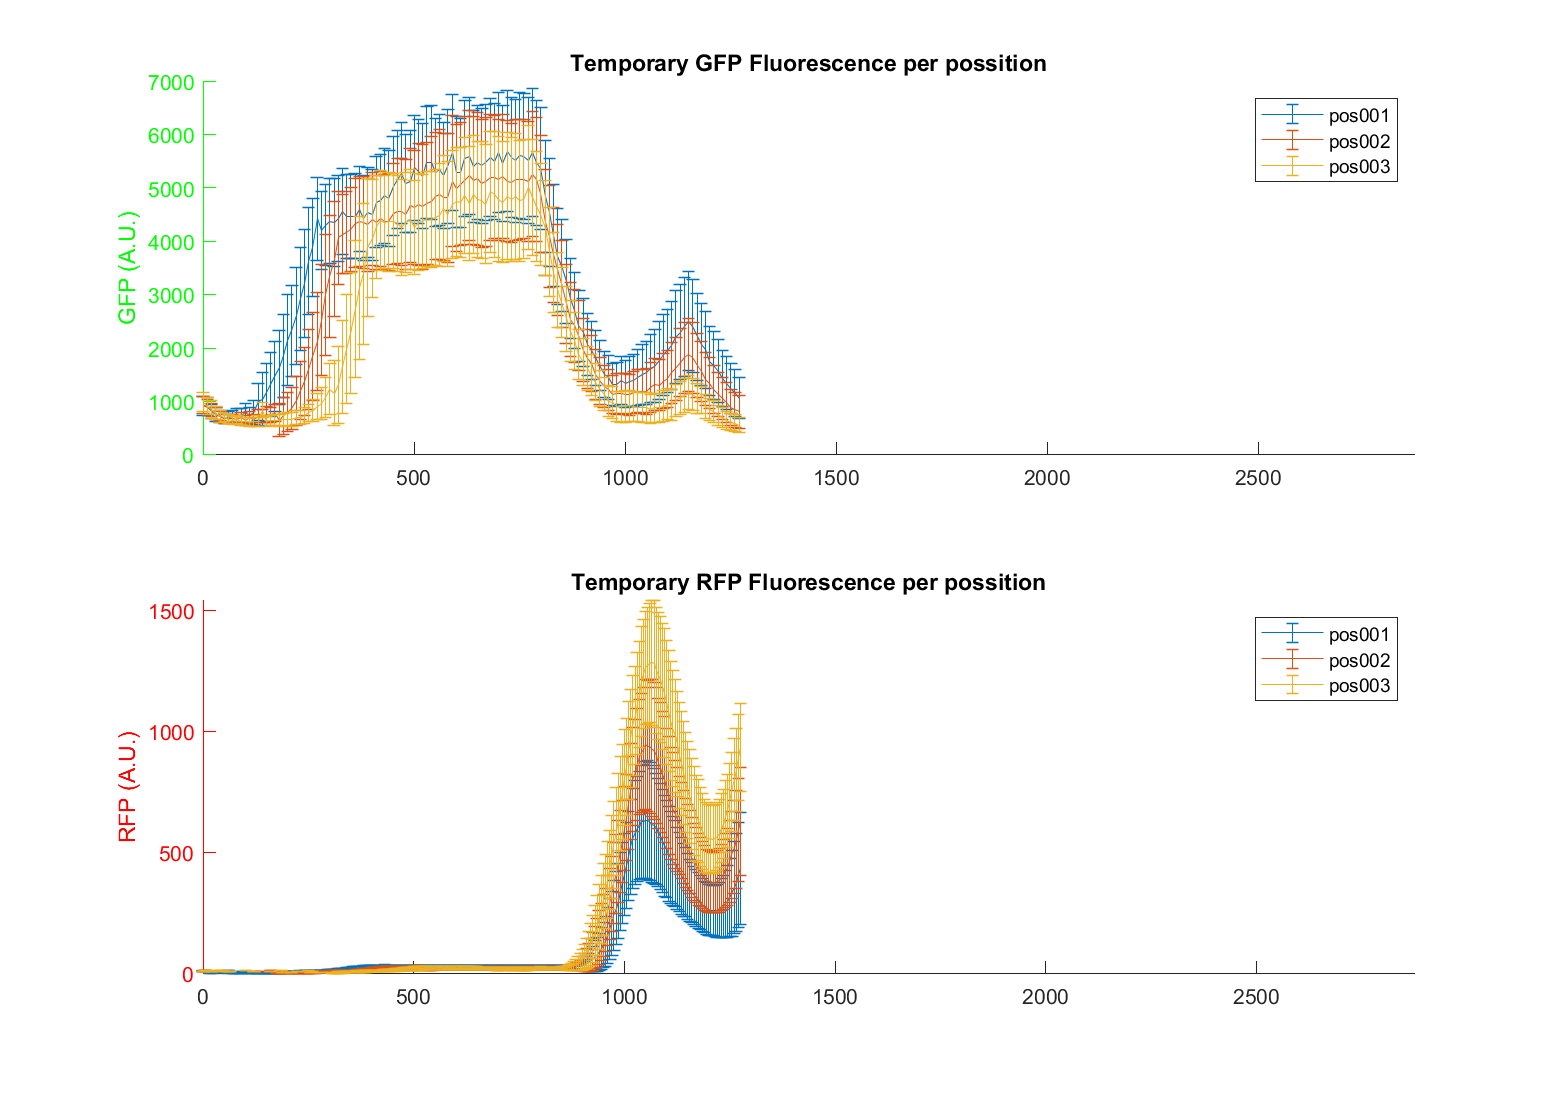 Temporary GFP Fluorescence per possition
GFP (A.U.)
7000
6000
5000
4000
3000
2000
1000
0
0 500 1000 1500 2000 2500
pos001
pos002
pos003
Temporary RFP Fluorescence per possition
RFP (A.U.)
1500
1000
500
0
0 500 1000 1500 2000 2500
pos001
pos002
pos003